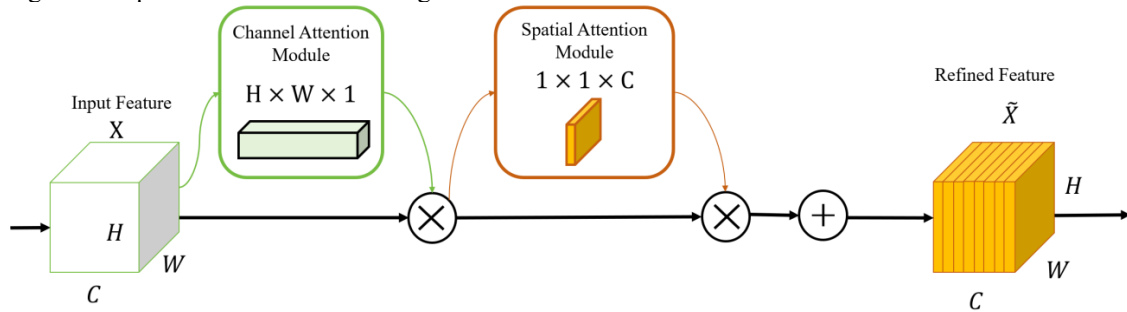 Channel Attention
Module
H × W × 1
Spatial Attention
Module
1 × 1 × C
Input Feature
X
H
W
C
Refined Feature
X̃
H
W
C